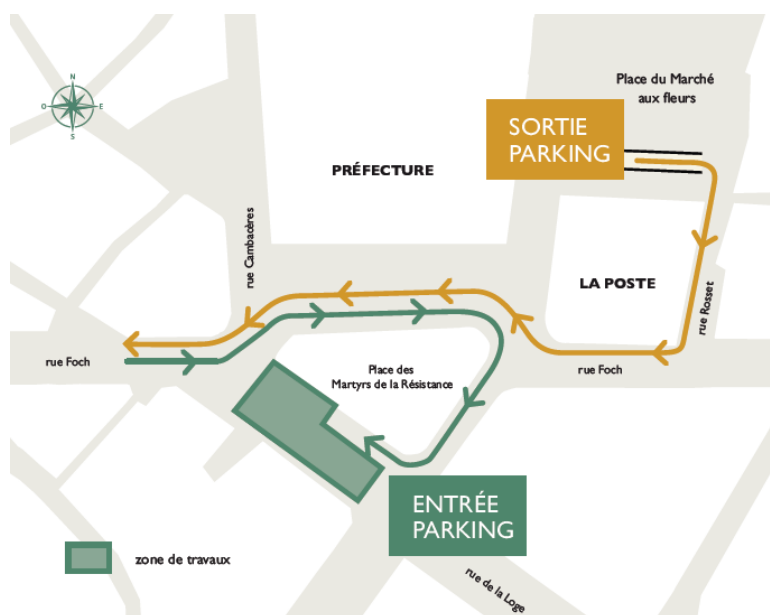 N
O
E
S
Place du Marché
aux fleurs
SORTIE
PARKING
PRÉFECTURE
rue Cambacères
LA POSTE
rue Rosset
rue Foch
Place des
Martyrs de la Résistance
rue Foch
ENTRÉE
PARKING
zone de travaux
rue de la Loge